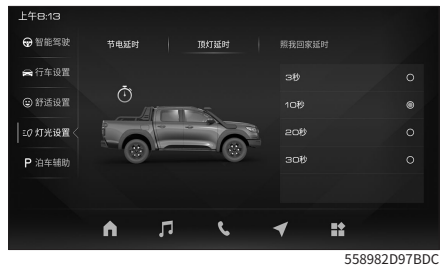 上午8:13
智能驾驶
行车设置
舒适设置
灯光设置
P 泊车辅助
节电延时
顶灯延时
照我回家延时
3秒
10秒
20秒
30秒
558982D97BDC